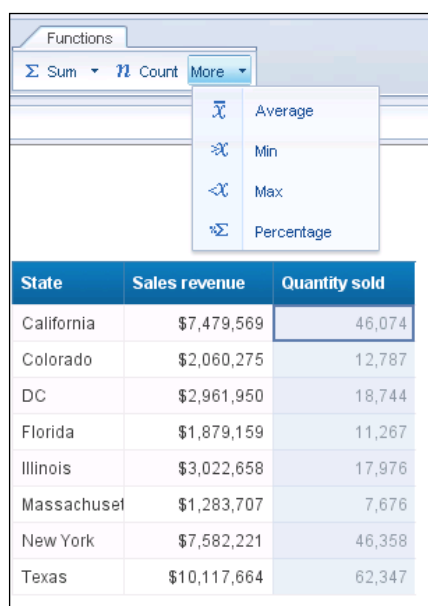 Functions
Σ Sum n Count More
x̄ Average
>x Min
<x Max
%Σ Percentage
State Sales revenue Quantity sold
California $7,479,569 46,074
Colorado $2,060,275 12,787
DC $2,961,950 18,744
Florida $1,879,159 11,267
Illinois $3,022,658 17,976
Massachuset $1,283,707 7,676
New York $7,582,221 46,358
Texas $10,117,664 62,347